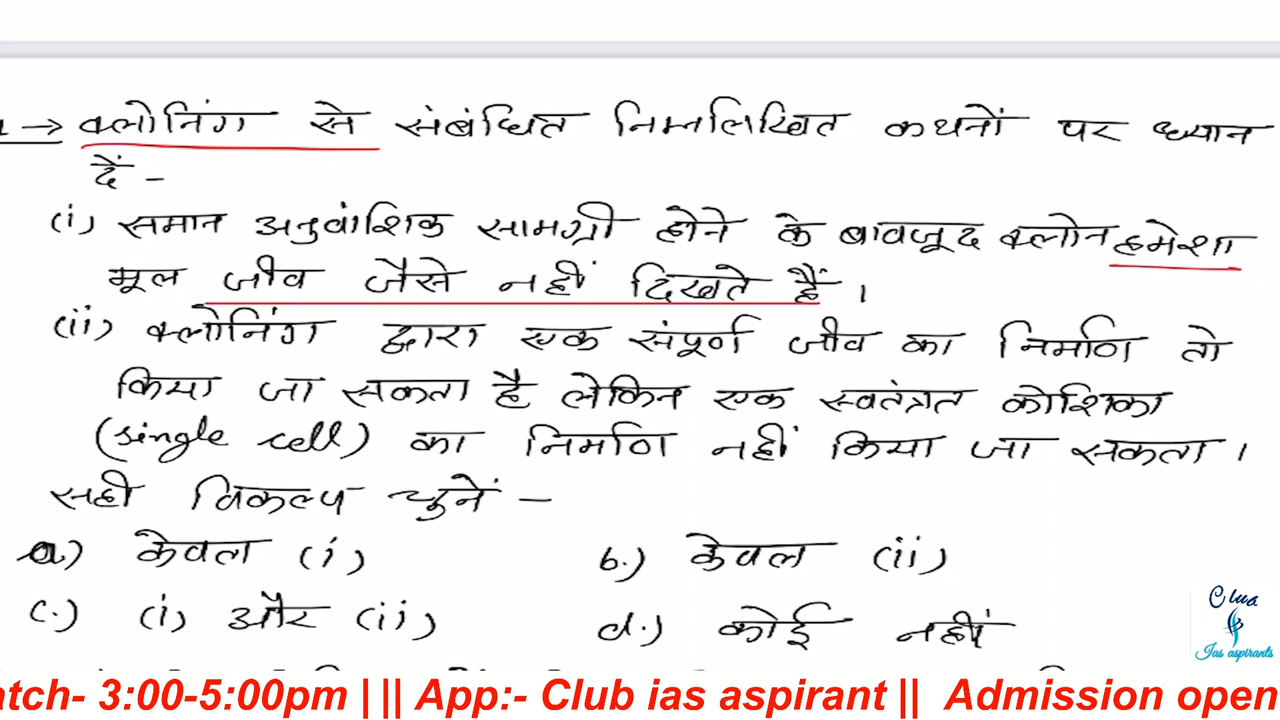 → क्लोनिंग से संबंधित निम्नलिखित कथनों पर ध्यान
दें -
(i) समान अनुवांशिक सामग्री होने के बावजूद क्लोन हमेशा
मूल जीव जैसे नहीं दिखते हैं।
(ii) क्लोनिंग द्वारा एक संपूर्ण जीव का निर्माण तो
किया जा सकता है लेकिन एक स्वतंत्रत कोशिका
(single cell) का निर्माण नहीं किया जा सकता।
सही विकल्प चुनें -
a) केवल (i) b.) केवल (ii)
c.) (i) और (ii) d.) कोई नहीं
Clua
Ias aspirants
atch- 3:00-5:00pm | || App:- Club ias aspirant || Admission open